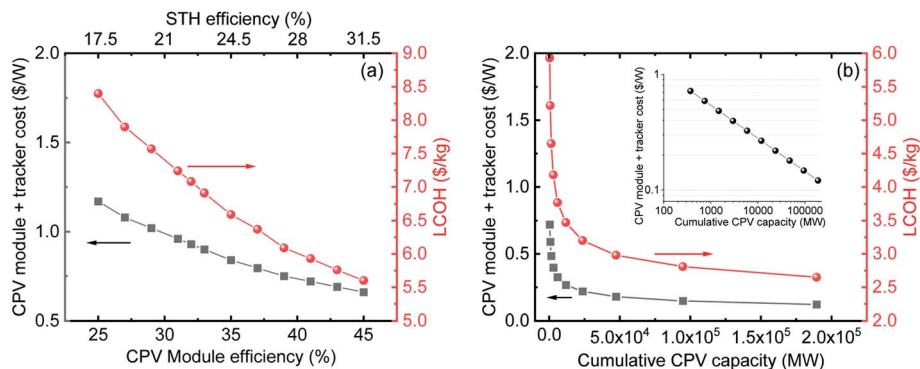 STH efficiency (%)
17.5 21 24.5 28 31.5
(a)
CPV module + tracker cost ($/W)
2.0
1.5
1.0
0.5
LCOH ($/kg)
9.0
8.5
8.0
7.5
7.0
6.5
6.0
5.5
5.0
25 30 35 40 45
CPV Module efficiency (%)
(b)
CPV module + tracker cost ($/W)
2.0
1.5
1.0
0.5
0.0
LCOH ($/kg)
6.0
5.5
5.0
4.5
4.0
3.5
3.0
2.5
2.0
0 5.0x10⁴ 1.0x10⁵ 1.5x10⁵ 2.0x10⁵
Cumulative CPV capacity (MW)
CPV module + tracker cost ($/W)
1
0.1
100 1000 10000 100000
Cumulative CPV capacity (MW)